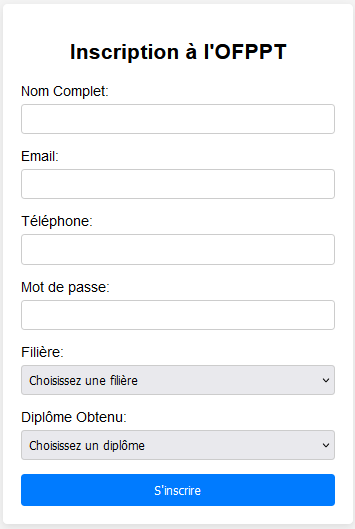 Inscription à l'OFPPT
Nom Complet:
Email:
Téléphone:
Mot de passe:
Filière:
Choisissez une filière
Diplôme Obtenu:
Choisissez un diplôme
S'inscrire